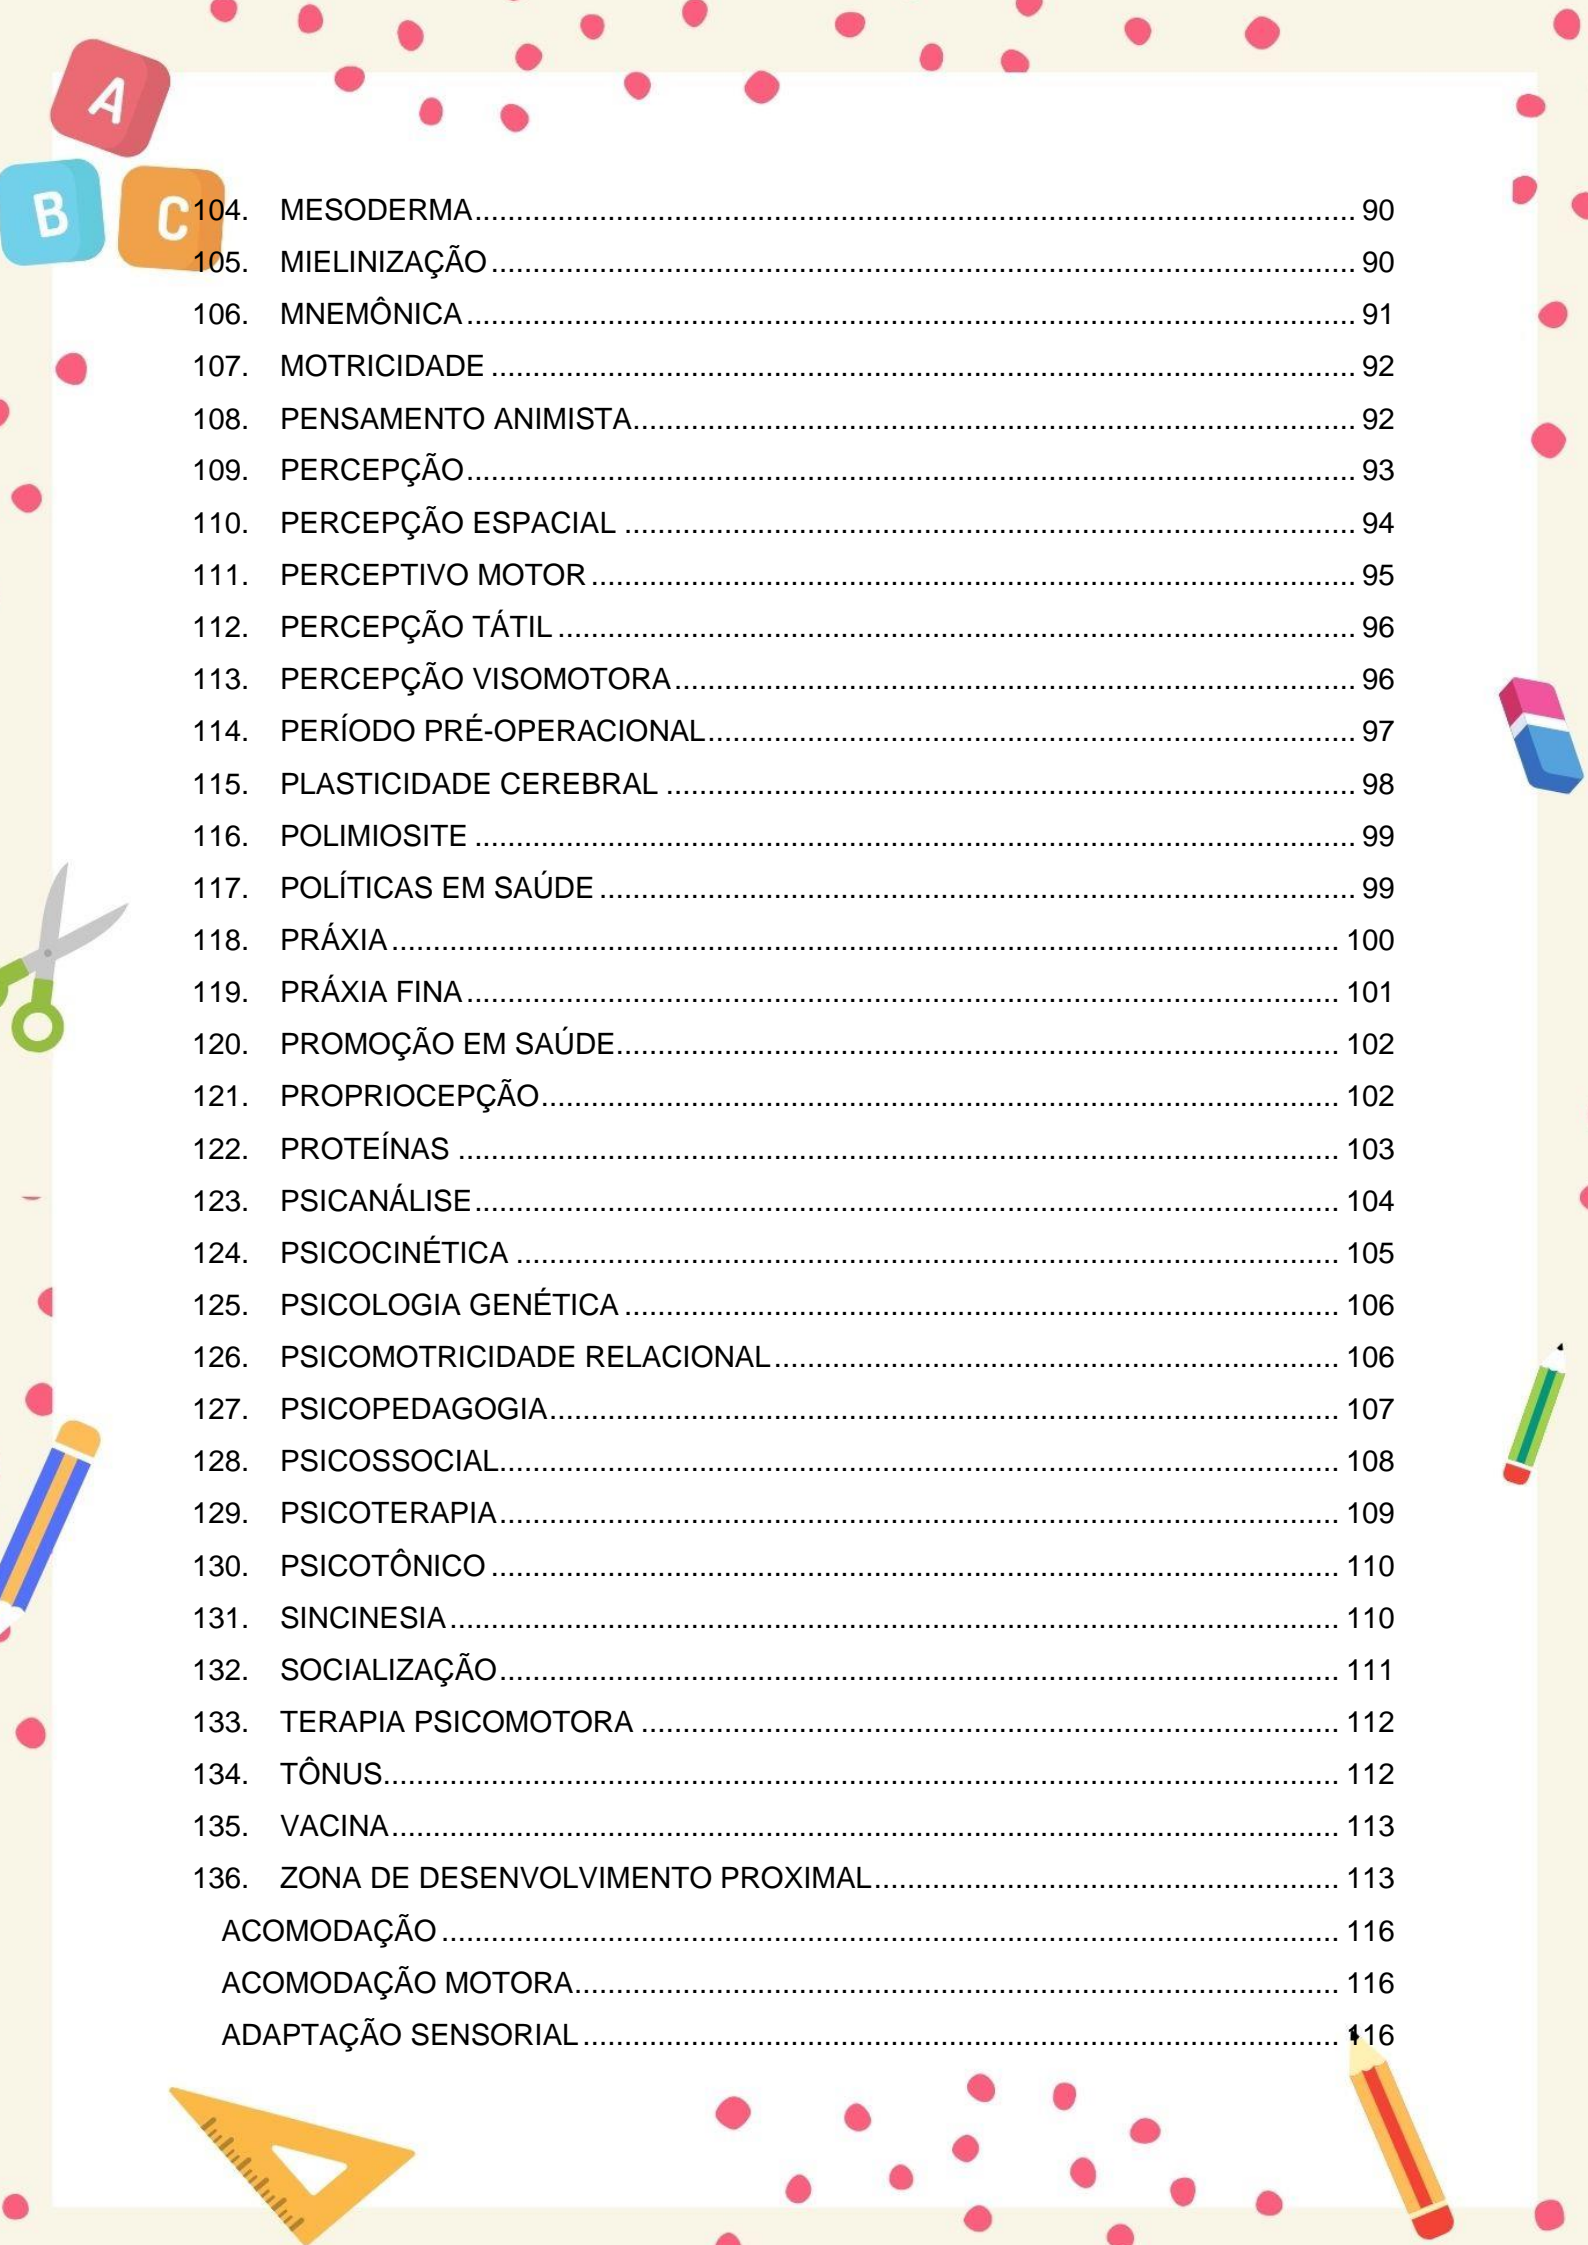 A
B
C
104. MESODERMA.......... 90
105. MIELINIZAÇÃO.......... 90
106. MNEMÔNICA.......... 91
107. MOTRICIDADE.......... 92
108. PENSAMENTO ANIMISTA.......... 92
109. PERCEPÇÃO.......... 93
110. PERCEPÇÃO ESPACIAL.......... 94
111. PERCEPTIVO MOTOR.......... 95
112. PERCEPÇÃO TÁTIL.......... 96
113. PERCEPÇÃO VISOMOTORA.......... 96
114. PERÍODO PRÉ-OPERACIONAL.......... 97
115. PLASTICIDADE CEREBRAL.......... 98
116. POLIMIOSITE.......... 99
117. POLÍTICAS EM SAÚDE.......... 99
118. PRÁXIA.......... 100
119. PRÁXIA FINA.......... 101
120. PROMOÇÃO EM SAÚDE.......... 102
121. PROPRIOCEPÇÃO.......... 102
122. PROTEÍNAS.......... 103
123. PSICANÁLISE.......... 104
124. PSICOCINÉTICA.......... 105
125. PSICOLOGIA GENÉTICA.......... 106
126. PSICOMOTRICIDADE RELACIONAL.......... 106
127. PSICOPEDAGOGIA.......... 107
128. PSICOSSOCIAL.......... 108
129. PSICOTERAPIA.......... 109
130. PSICOTÔNICO.......... 110
131. SINCINESIA.......... 110
132. SOCIALIZAÇÃO.......... 111
133. TERAPIA PSICOMOTORA.......... 112
134. TÔNUS.......... 112
135. VACINA.......... 113
136. ZONA DE DESENVOLVIMENTO PROXIMAL.......... 113
ACOMODAÇÃO.......... 116
ACOMODAÇÃO MOTORA.......... 116
ADAPTAÇÃO SENSORIAL.......... 116